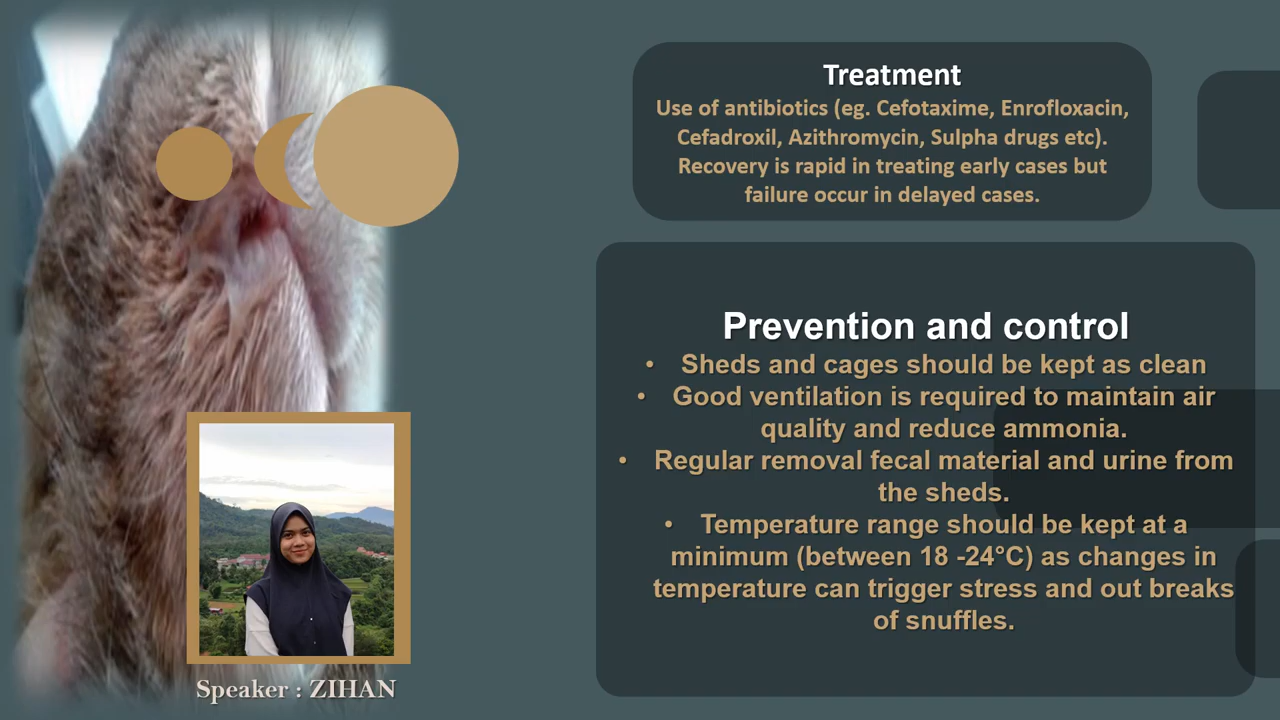 Treatment
Use of antibiotics (eg. Cefotaxime, Enrofloxacin,
Cefadroxil, Azithromycin, Sulpha drugs etc).
Recovery is rapid in treating early cases but
failure occur in delayed cases.
Prevention and control
• Sheds and cages should be kept as clean
• Good ventilation is required to maintain air
quality and reduce ammonia.
• Regular removal fecal material and urine from
the sheds.
• Temperature range should be kept at a
minimum (between 18 -24°C) as changes in
temperature can trigger stress and out breaks
of snuffles.
Speaker : ZIHAN